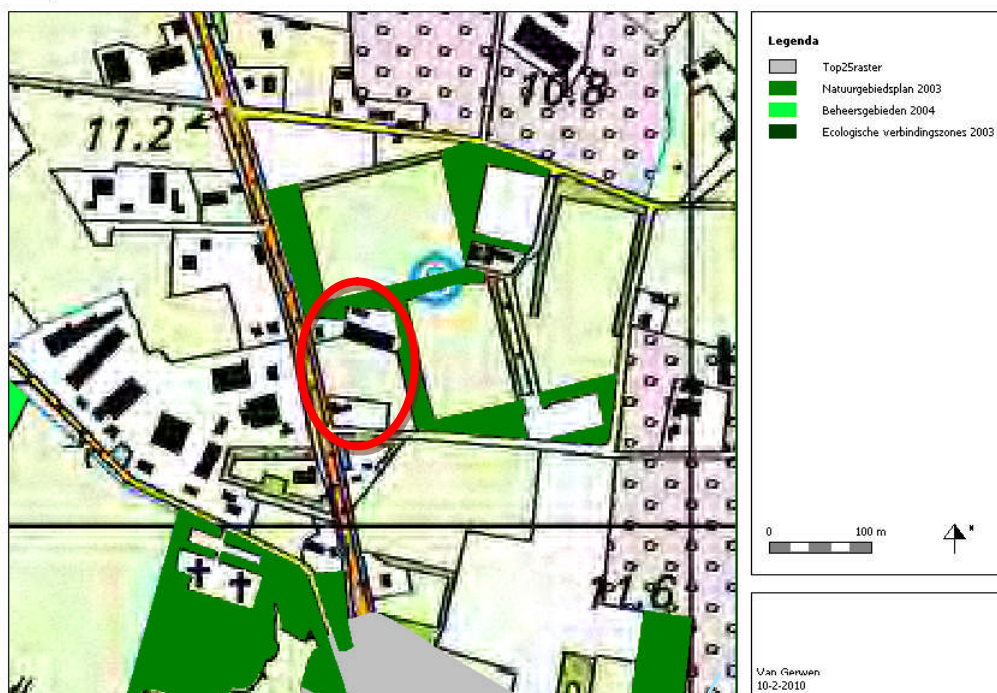 10.8
11.2
11.6
Legenda
Top25raster
Natuurgebiedsplan 2003
Beheersgebieden 2004
Ecologische verbindingszones 2003
0 100 m
Van Gerwen
10-2-2010